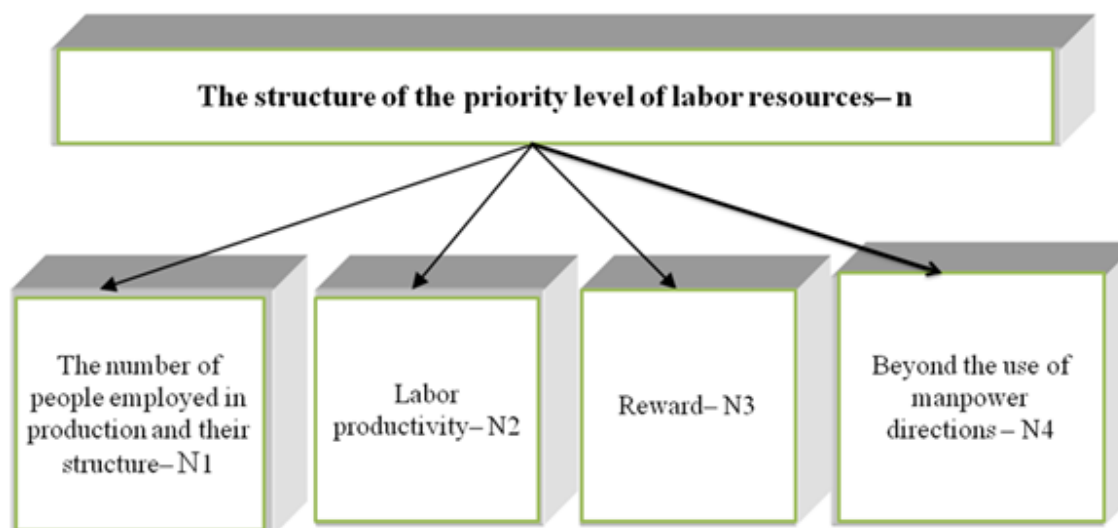 The structure of the priority level of labor resources– n
The number of
people employed in
production and their
structure– N1
Labor
productivity– N2
Reward– N3
Beyond the use of
manpower
directions – N4